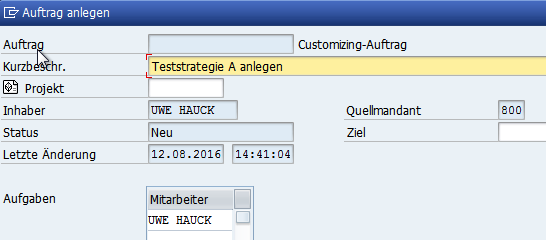 Auftrag anlegen
Auftrag Customizing-Auftrag
Kurzbeschr. Teststrategie A anlegen
Projekt
Inhaber UWE HAUCK Quellmandant 800
Status Neu Ziel
Letzte Änderung 12.08.2016 14:41:04
Aufgaben Mitarbeiter
UWE HAUCK